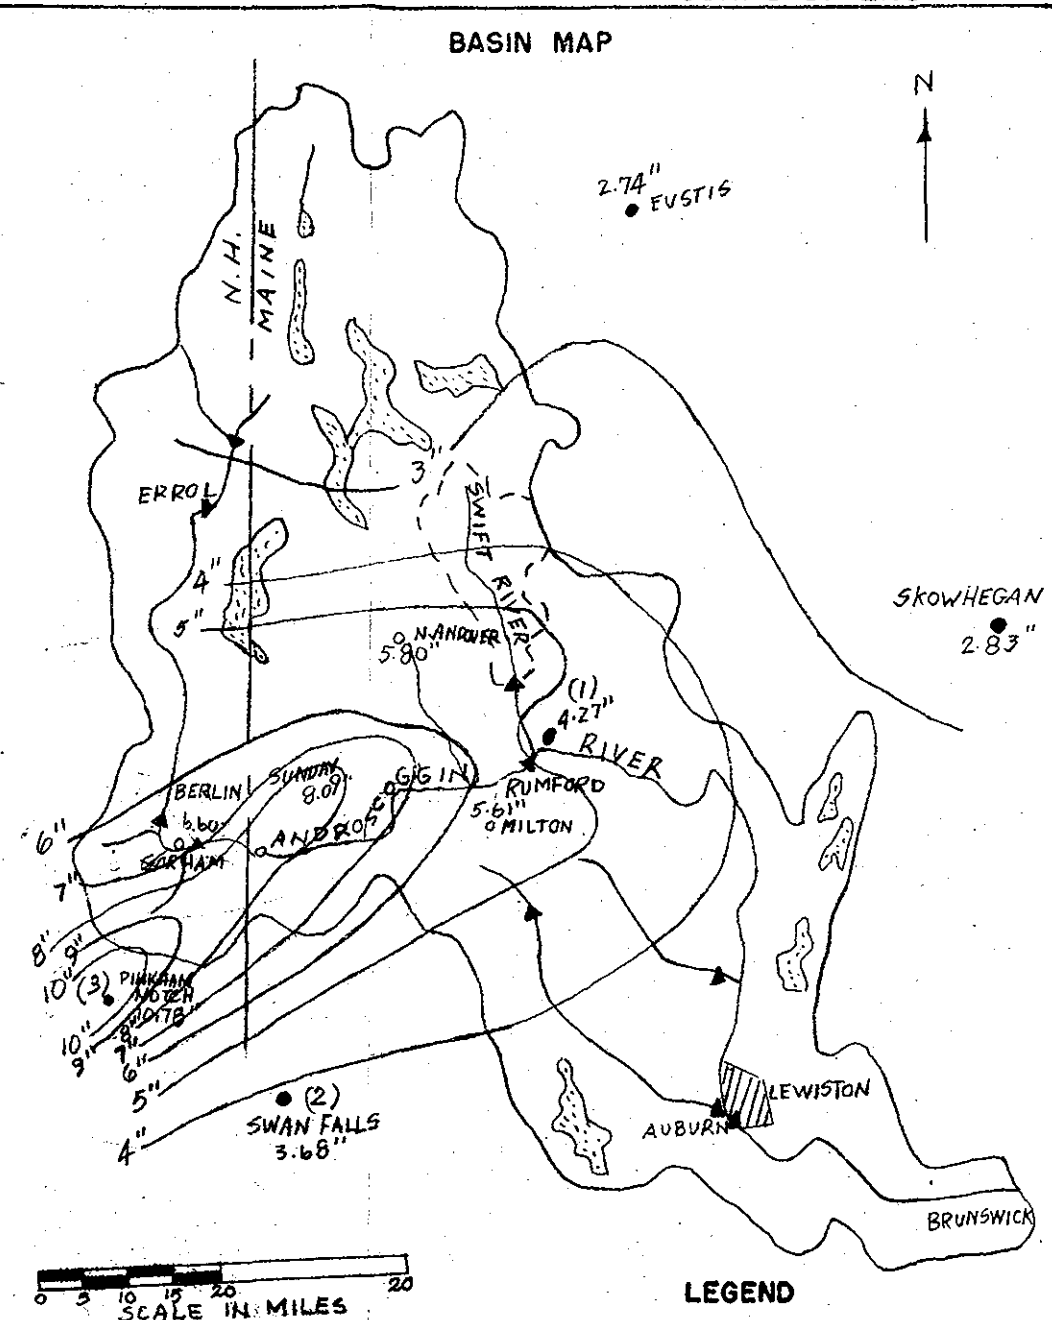 BASIN MAP
N
2.74"
EUSTIS
N.H.
MAINE
3"
ERROL
SWIFT RIVER
4"
5"
N. ANDOVER
5.80"
SKOWHEGAN
2.83"
(1)
4.27"
RIVER
RUMFORD
5.61"
MILTON
BERLIN
SUNDAY
8.09"
6.60
GORHAM
ANDROSCOGGIN
6"
7"
8"
9"
10"
(3) PINKHAM
NOTCH
10.78"
10"
9"
8"
7"
6"
5"
4"
(2)
SWAN FALLS
3.68"
LEWISTON
AUBURN
BRUNSWICK
0 5 10 15 20 20
SCALE IN MILES
LEGEND